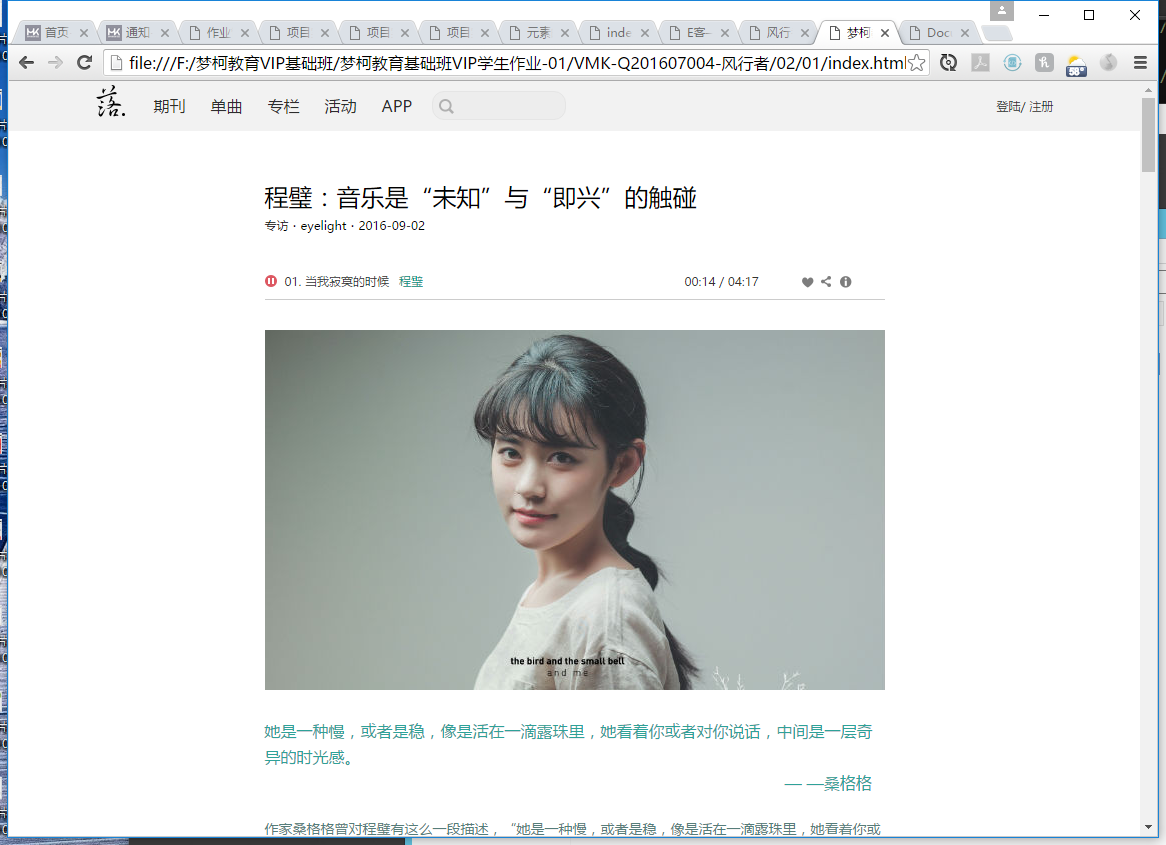 首页
通知
作业
项目
项目
项目
元素
inde
E客-
风行
梦柯
Doc
file:///F:/梦柯教育VIP基础班/梦柯教育基础班VIP学生作业-01/VMK-Q201607004-风行者/02/01/index.html
58°
落.
期刊 单曲 专栏 活动 APP
登陆/ 注册
程璧：音乐是“未知”与“即兴”的触碰
专访・eyelight・2016-09-02
01. 当我寂寞的时候 程璧 00:14 / 04:17
the bird and the small bell
and me
她是一种慢，或者是稳，像是活在一滴露珠里，她看着你或者对你说话，中间是一层奇
异的时光感。
— —桑格格
作家桑格格曾对程璧有这么一段描述，“她是一种慢，或者是稳，像是活在一滴露珠里，她看着你或